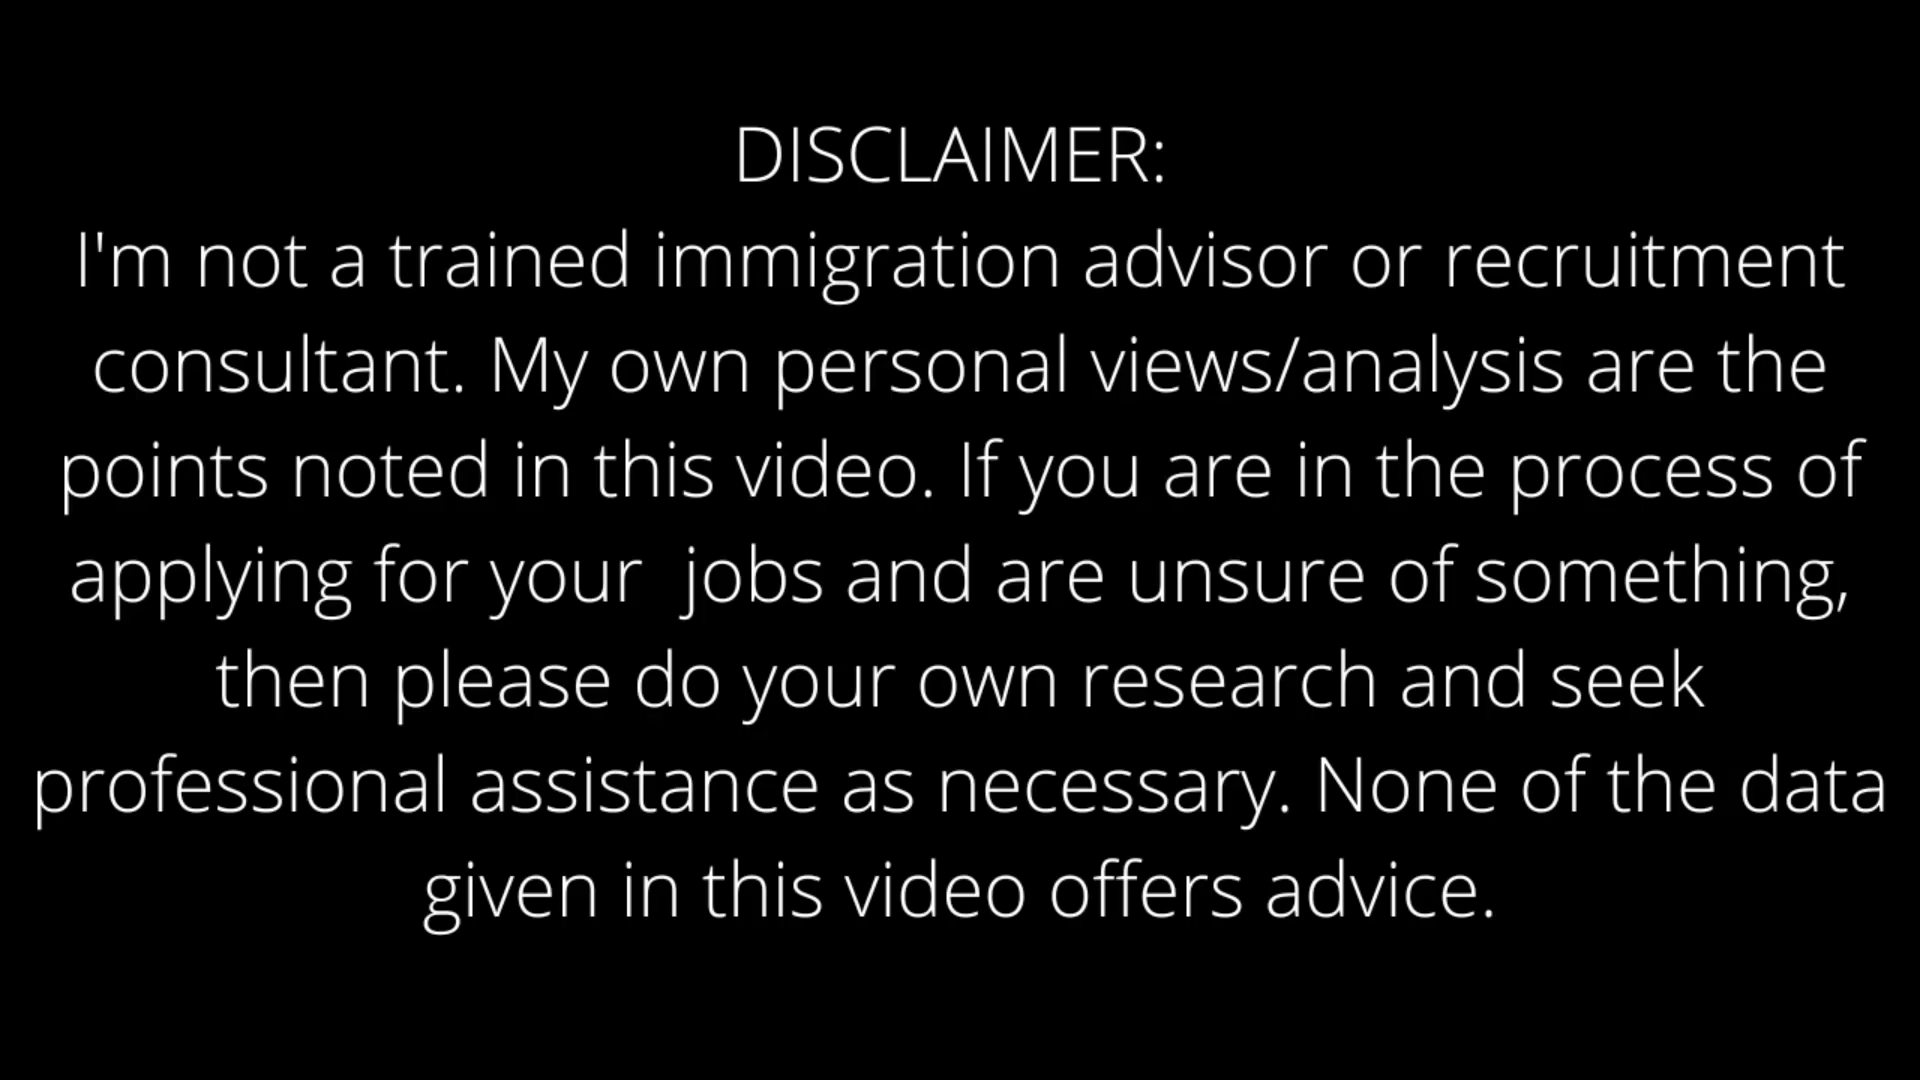 DISCLAIMER:
I'm not a trained immigration advisor or recruitment
consultant. My own personal views/analysis are the
points noted in this video. If you are in the process of
applying for your  jobs and are unsure of something,
then please do your own research and seek
professional assistance as necessary. None of the data
given in this video offers advice.